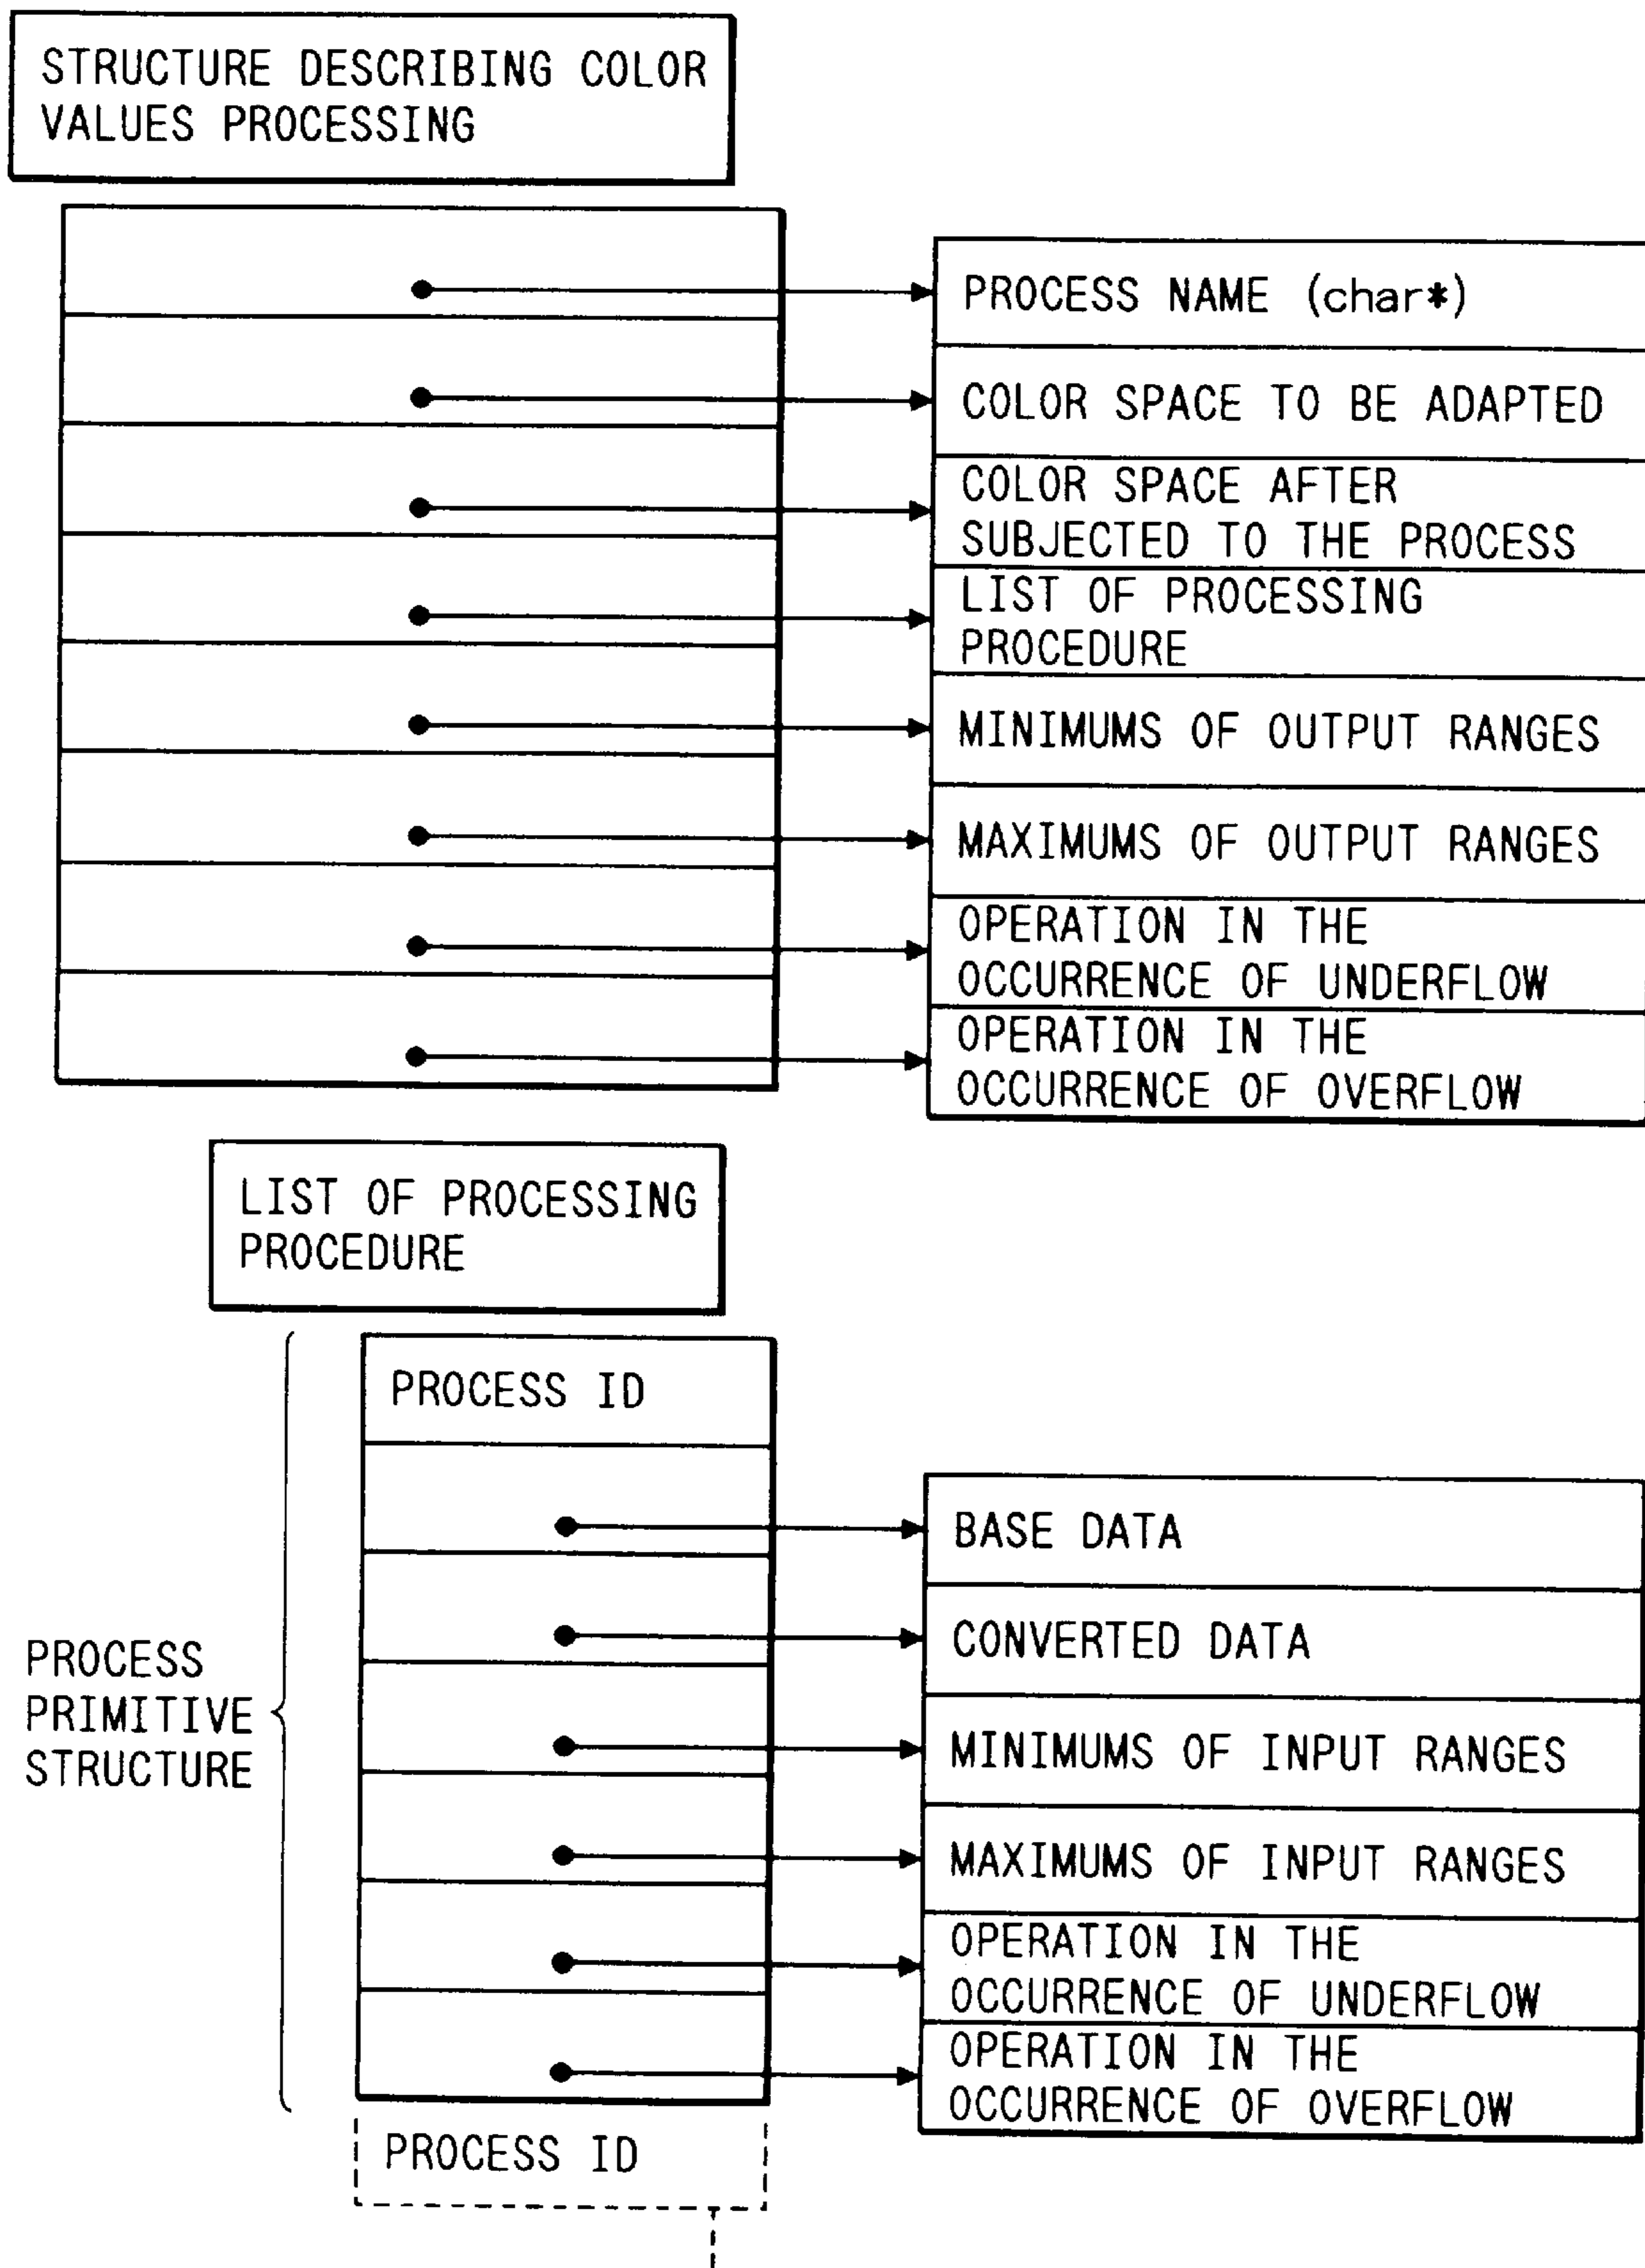 STRUCTURE DESCRIBING COLOR
VALUES PROCESSING
PROCESS NAME (char*)
COLOR SPACE TO BE ADAPTED
COLOR SPACE AFTER
SUBJECTED TO THE PROCESS
LIST OF PROCESSING
PROCEDURE
MINIMUMS OF OUTPUT RANGES
MAXIMUMS OF OUTPUT RANGES
OPERATION IN THE
OCCURRENCE OF UNDERFLOW
OPERATION IN THE
OCCURRENCE OF OVERFLOW
LIST OF PROCESSING
PROCEDURE
PROCESS
PRIMITIVE
STRUCTURE
PROCESS ID
BASE DATA
CONVERTED DATA
MINIMUMS OF INPUT RANGES
MAXIMUMS OF INPUT RANGES
OPERATION IN THE
OCCURRENCE OF UNDERFLOW
OPERATION IN THE
OCCURRENCE OF OVERFLOW
PROCESS ID